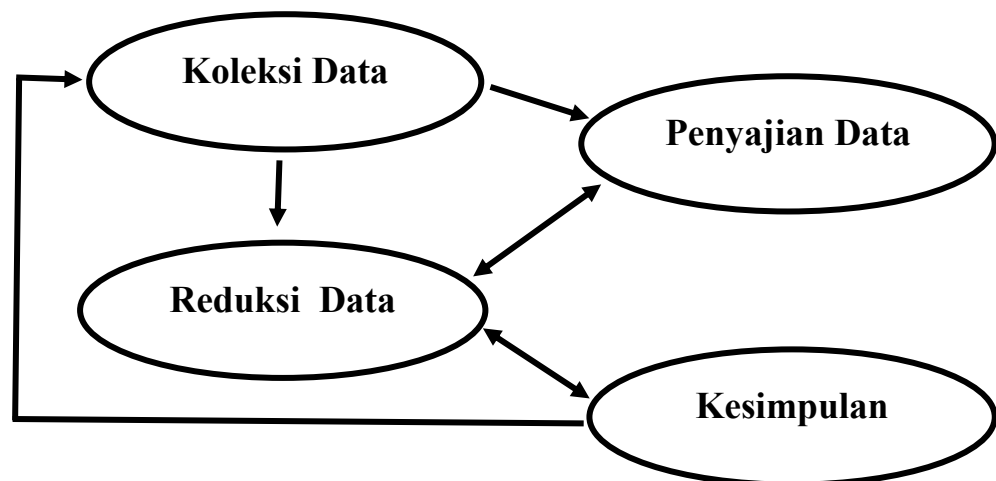 Koleksi Data
Penyajian Data
Reduksi  Data
Kesimpulan